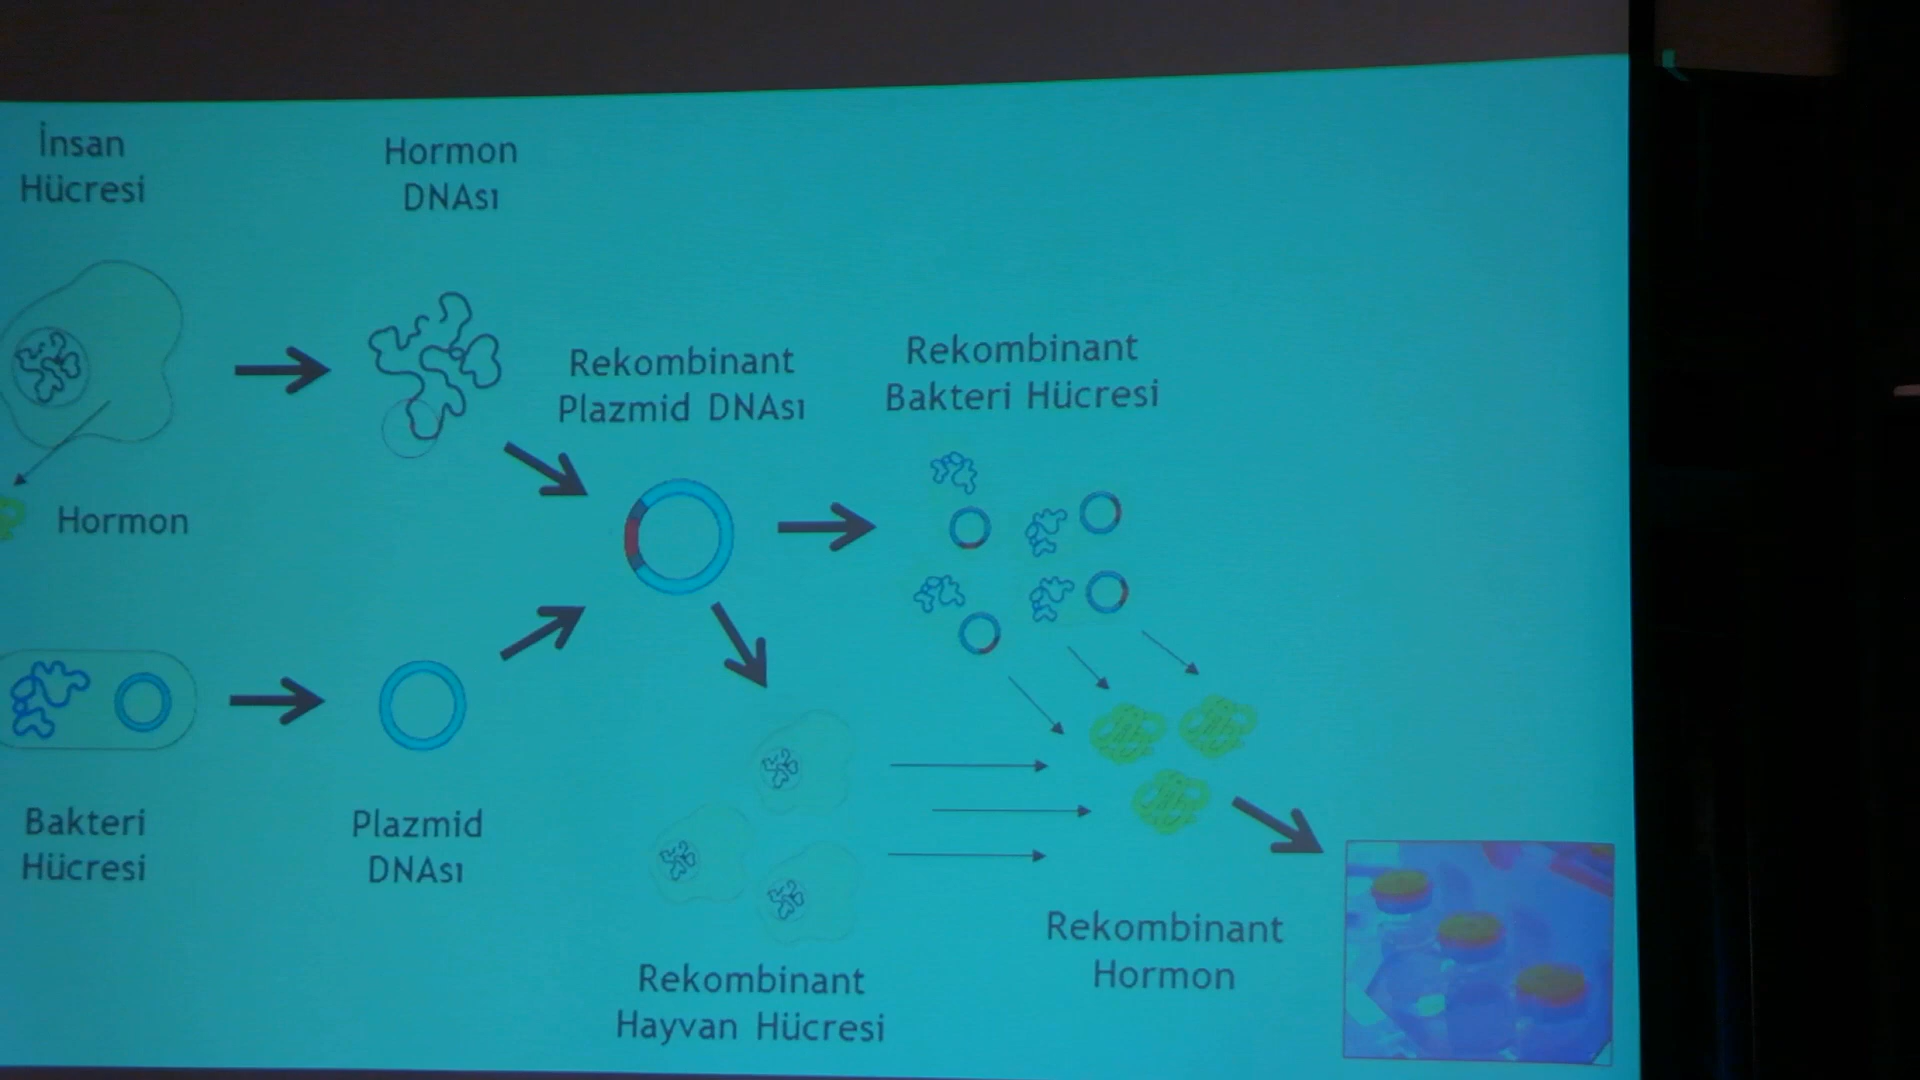 İnsan
Hücresi
Hormon
DNAsı
Rekombinant
Plazmid DNAsı
Rekombinant
Bakteri Hücresi
Hormon
Bakteri
Hücresi
Plazmid
DNAsı
Rekombinant
Hayvan Hücresi
Rekombinant
Hormon